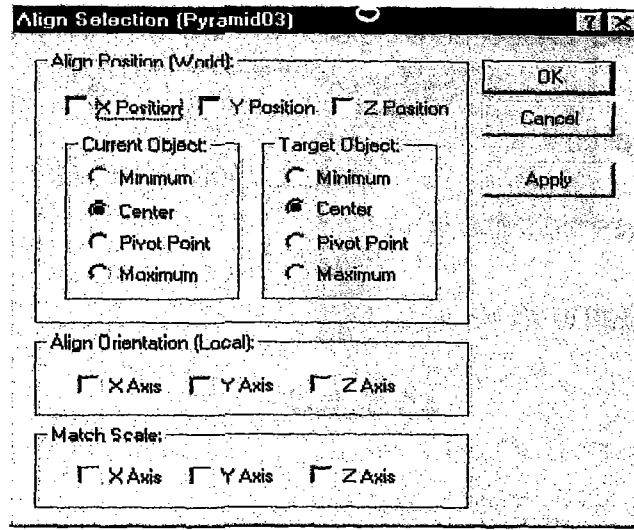 Align Selection (Pyramid03)
Align Position (World):
X Position Y Position Z Position
Current Object:
Minimum
Center
Pivot Point
Maximum
Target Object:
Minimum
Center
Pivot Point
Maximum
Align Orientation (Local):
X Axis Y Axis Z Axis
Match Scale:
X Axis Y Axis Z Axis
OK
Cancel
Apply